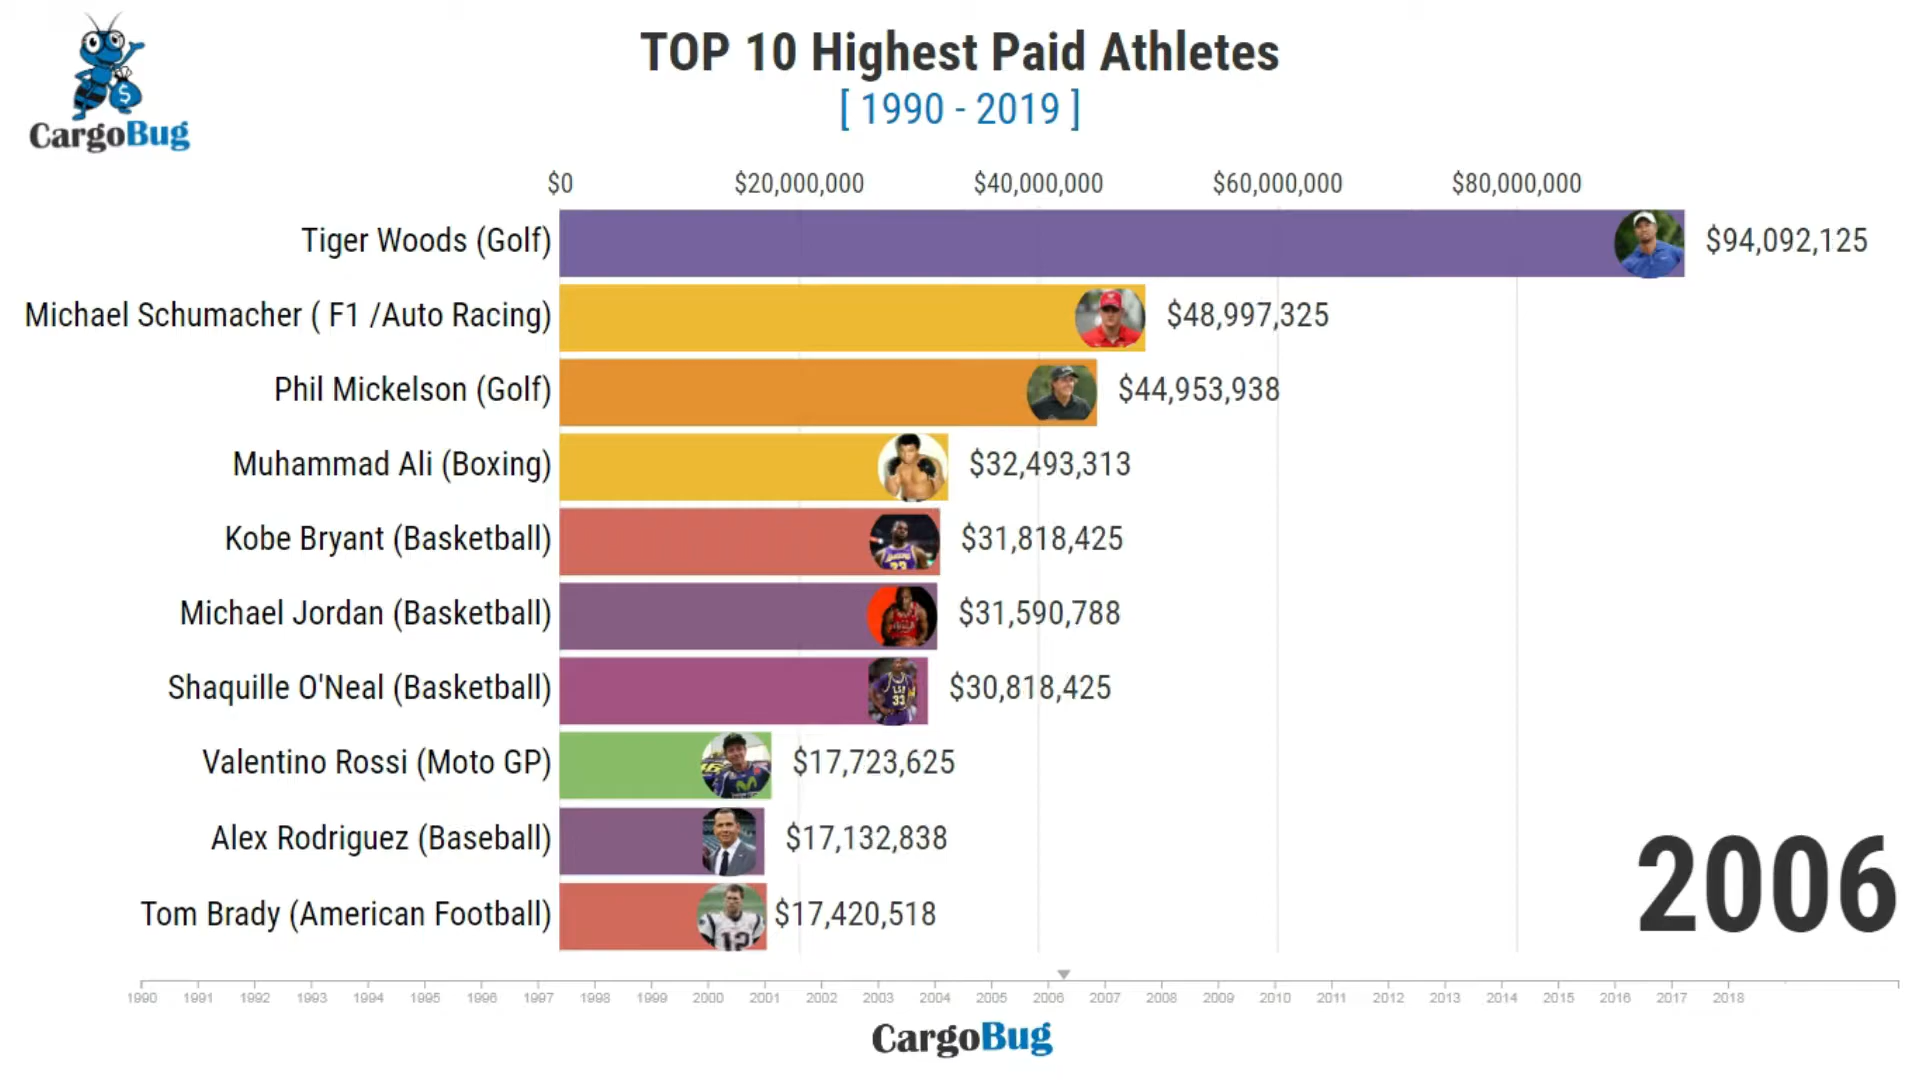 TOP 10 Highest Paid Athletes
[ 1990 - 2019 ]
$
CargoBug
$0 $20,000,000 $40,000,000 $60,000,000 $80,000,000
Tiger Woods (Golf) $94,092,125
Michael Schumacher ( F1 /Auto Racing) $48,997,325
Phil Mickelson (Golf) $44,953,938
Muhammad Ali (Boxing) $32,493,313
Kobe Bryant (Basketball) $31,818,425
Michael Jordan (Basketball) $31,590,788
Shaquille O'Neal (Basketball) 33 $30,818,425
Valentino Rossi (Moto GP) $17,723,625
Alex Rodriguez (Baseball) $17,132,838
Tom Brady (American Football) 12 $17,420,518
2006
1990 1991 1992 1993 1994 1995 1996 1997 1998 1999 2000 2001 2002 2003 2004 2005 2006 2007 2008 2009 2010 2011 2012 2013 2014 2015 2016 2017 2018
CargoBug